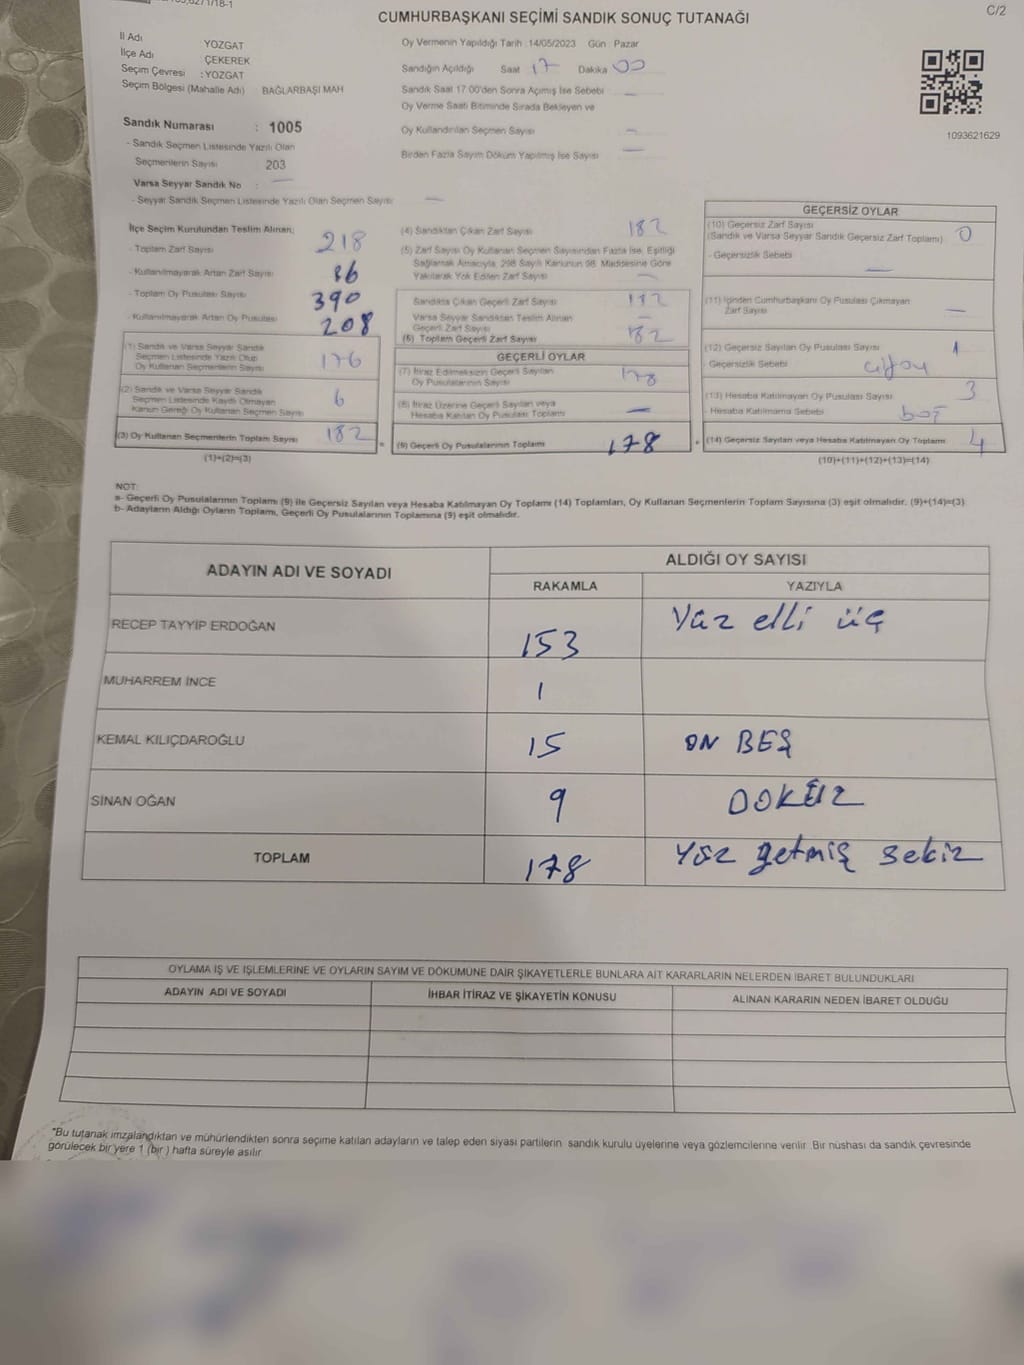 CUMHURBAŞKANI SEÇİMİ SANDIK SONUÇ TUTANAĞI
C/2
İl Adı YOZGAT
İlçe Adı ÇEKEREK
Seçim Çevresi : YOZGAT
Seçim Bölgesi (Mahalle Adı) BAĞLARBAŞI MAH
Sandık Numarası : 1005
- Sandık Seçmen Listesinde Yazılı Olan
Seçmenlerin Sayısı 203
Varsa Seyyar Sandık No : —
- Seyyar Sandık Seçmen Listesinde Yazılı Olan Seçmen Sayısı —
Oy Vermenin Yapıldığı Tarih :14/05/2023 Gün : Pazar
Sandığın Açıldığı Saat 17 Dakika 00
Sandık Saat 17.00'den Sonra Açımış İse Sebebi —
Oy Verme Saati Bitiminde Sırada Bekleyen ve
Oy Kullandırılan Seçmen Sayısı —
Birden Fazla Sayım Döküm Yapılmış İse Sayısı —
1093621629
İlçe Seçim Kurulundan Teslim Alınan;
- Toplam Zarf Sayısı 218
- Kullanılmayarak Artan Zarf Sayısı
- Toplam Oy Pusulası Sayısı 390
- Kullanılmayarak Artan Oy Pusulası 208
(1) Sandık ve Varsa Seyyar Sandık
Seçmen Listesinde Yazılı Olup
Oy Kullanan Seçmenlerin Sayısı 176
(2) Sandık ve Varsa Seyyar Sandık
Seçmen Listesinde Kayıtlı Olmayan
Kanun Gereği Oy Kullanan Seçmen Sayısı 6
(3) Oy Kullanan Seçmenlerin Toplam Sayısı 182
(1)+(2)=(3)
(4) Sandıktan Çıkan Zarf Sayısı 182
(5) Zarf Sayısı Oy Kullanan Seçmen Sayısından Fazla İse, Eşitliği
Sağlamak Amacıyla, 298 Sayılı Kanunun 98. Maddesine Göre
Yakılarak Yok Edilen Zarf Sayısı —
Sandıkta Çıkan Geçerli Zarf Sayısı 182
Varsa Seyyar Sandıktan Teslim Alınan
Geçerli Zarf Sayısı —
(6) Toplam Geçerli Zarf Sayısı 182
GEÇERLİ OYLAR
(7) İtiraz Edilmeksizin Geçerli Sayılan
Oy Pusulalarının Sayısı 178
(8) İtiraz Üzerine Geçerli Sayılan veya
Hesaba Katılan Oy Pusulası Toplamı —
= (9) Geçerli Oy Pusulalarının Toplamı 178
GEÇERSİZ OYLAR
(10) Geçersiz Zarf Sayısı
(Sandık ve Varsa Seyyar Sandık Geçersiz Zarf Toplamı) 0
- Geçersizlik Sebebi —
(11) İçinden Cumhurbaşkanı Oy Pusulası Çıkmayan
Zarf Sayısı —
(12) Geçersiz Sayılan Oy Pusulası Sayısı 1
- Geçersizlik Sebebi
(13) Hesaba Katılmayan Oy Pusulası Sayısı 3
- Hesaba Katılmama Sebebi boş
+ (14) Geçersiz Sayılan veya Hesaba Katılmayan Oy Toplamı 4
(10)+(11)+(12)+(13)=(14)
NOT:
a- Geçerli Oy Pusulalarının Toplamı (9) ile Geçersiz Sayılan veya Hesaba Katılmayan Oy Toplamı (14) Toplamları, Oy Kullanan Seçmenlerin Toplam Sayısına (3) eşit olmalıdır. (9)+(14)=(3)
b- Adayların Aldığı Oyların Toplamı, Geçerli Oy Pusulalarının Toplamına (9) eşit olmalıdır.
ADAYIN ADI VE SOYADI ALDIĞI OY SAYISI
RAKAMLA YAZIYLA
RECEP TAYYİP ERDOĞAN 153 Yüz elli üç
MUHARREM İNCE 1
KEMAL KILIÇDAROĞLU 15 ON BEŞ
SİNAN OĞAN 9 DOKUZ
TOPLAM 178 Yüz yetmiş sekiz
OYLAMA İŞ VE İŞLEMLERİNE VE OYLARIN SAYIM VE DÖKÜMÜNE DAİR ŞİKAYETLERLE BUNLARA AİT KARARLARIN NELERDEN İBARET BULUNDUKLARI
ADAYIN ADI VE SOYADI İHBAR İTİRAZ VE ŞİKAYETİN KONUSU ALINAN KARARIN NEDEN İBARET OLDUĞU
"Bu tutanak imzalandıktan ve mühürlendikten sonra seçime katılan adayların ve talep eden siyasi partilerin sandık kurulu üyelerine veya gözlemcilerine verilir. Bir nüshası da sandık çevresinde
görülecek bir yere 1 (bir ) hafta süreyle asılır.